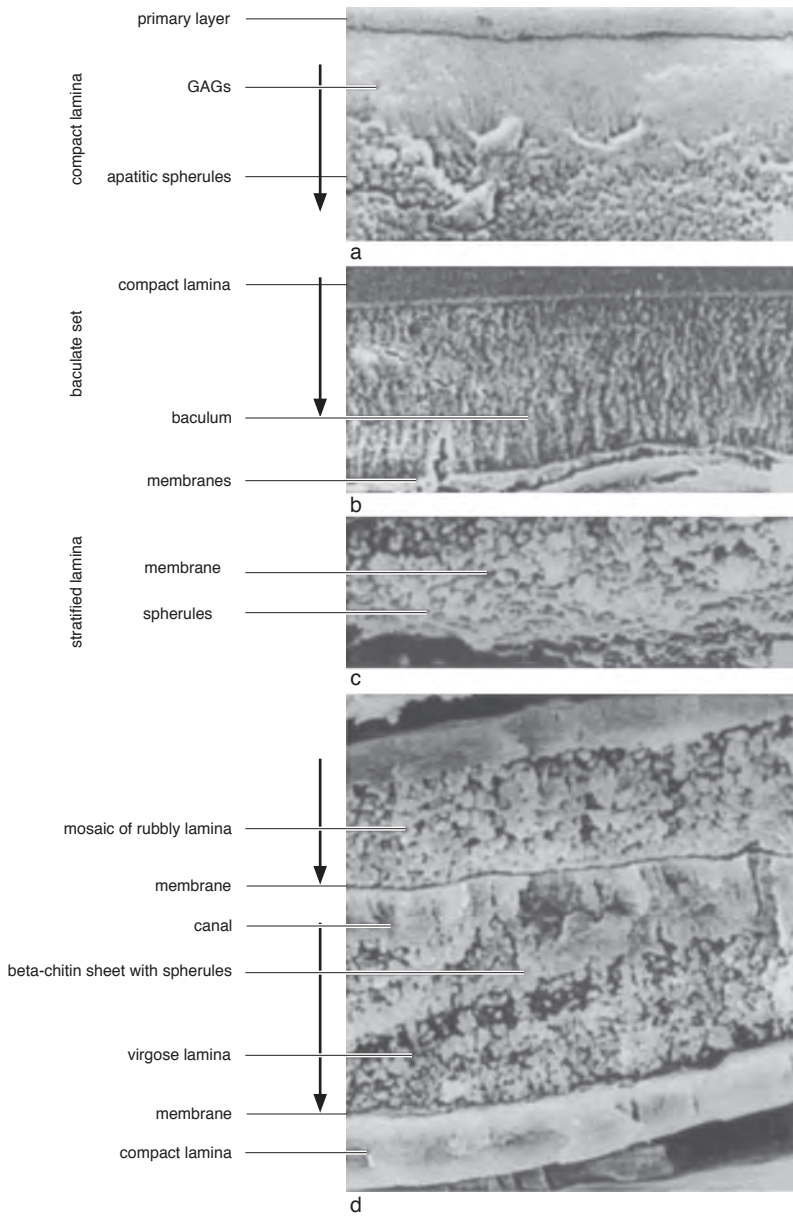 primary layer
GAGs
compact lamina
apatitic spherules
a
compact lamina
baculate set
baculum
membranes
b
stratified lamina
membrane
spherules
c
mosaic of rubbly lamina
membrane
canal
beta-chitin sheet with spherules
virgose lamina
membrane
compact lamina
d